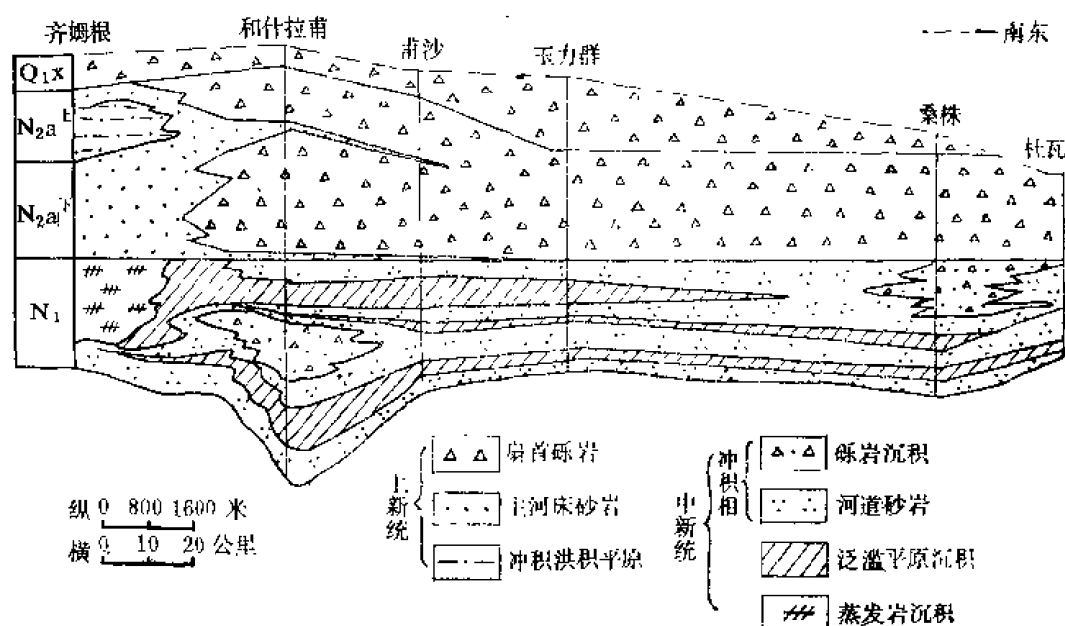 齐姆根
和什拉甫
甫沙
玉力群
南东
桑株
杜瓦
Q₁x
N₂a上
N₂a下
N₁
上新统
扇首砾岩
主河床砂岩
冲积洪积平原
中新统
冲积相
砾岩沉积
河道砂岩
泛滥平原沉积
蒸发岩沉积
纵 0 800 1600 米
横 0 10 20 公里